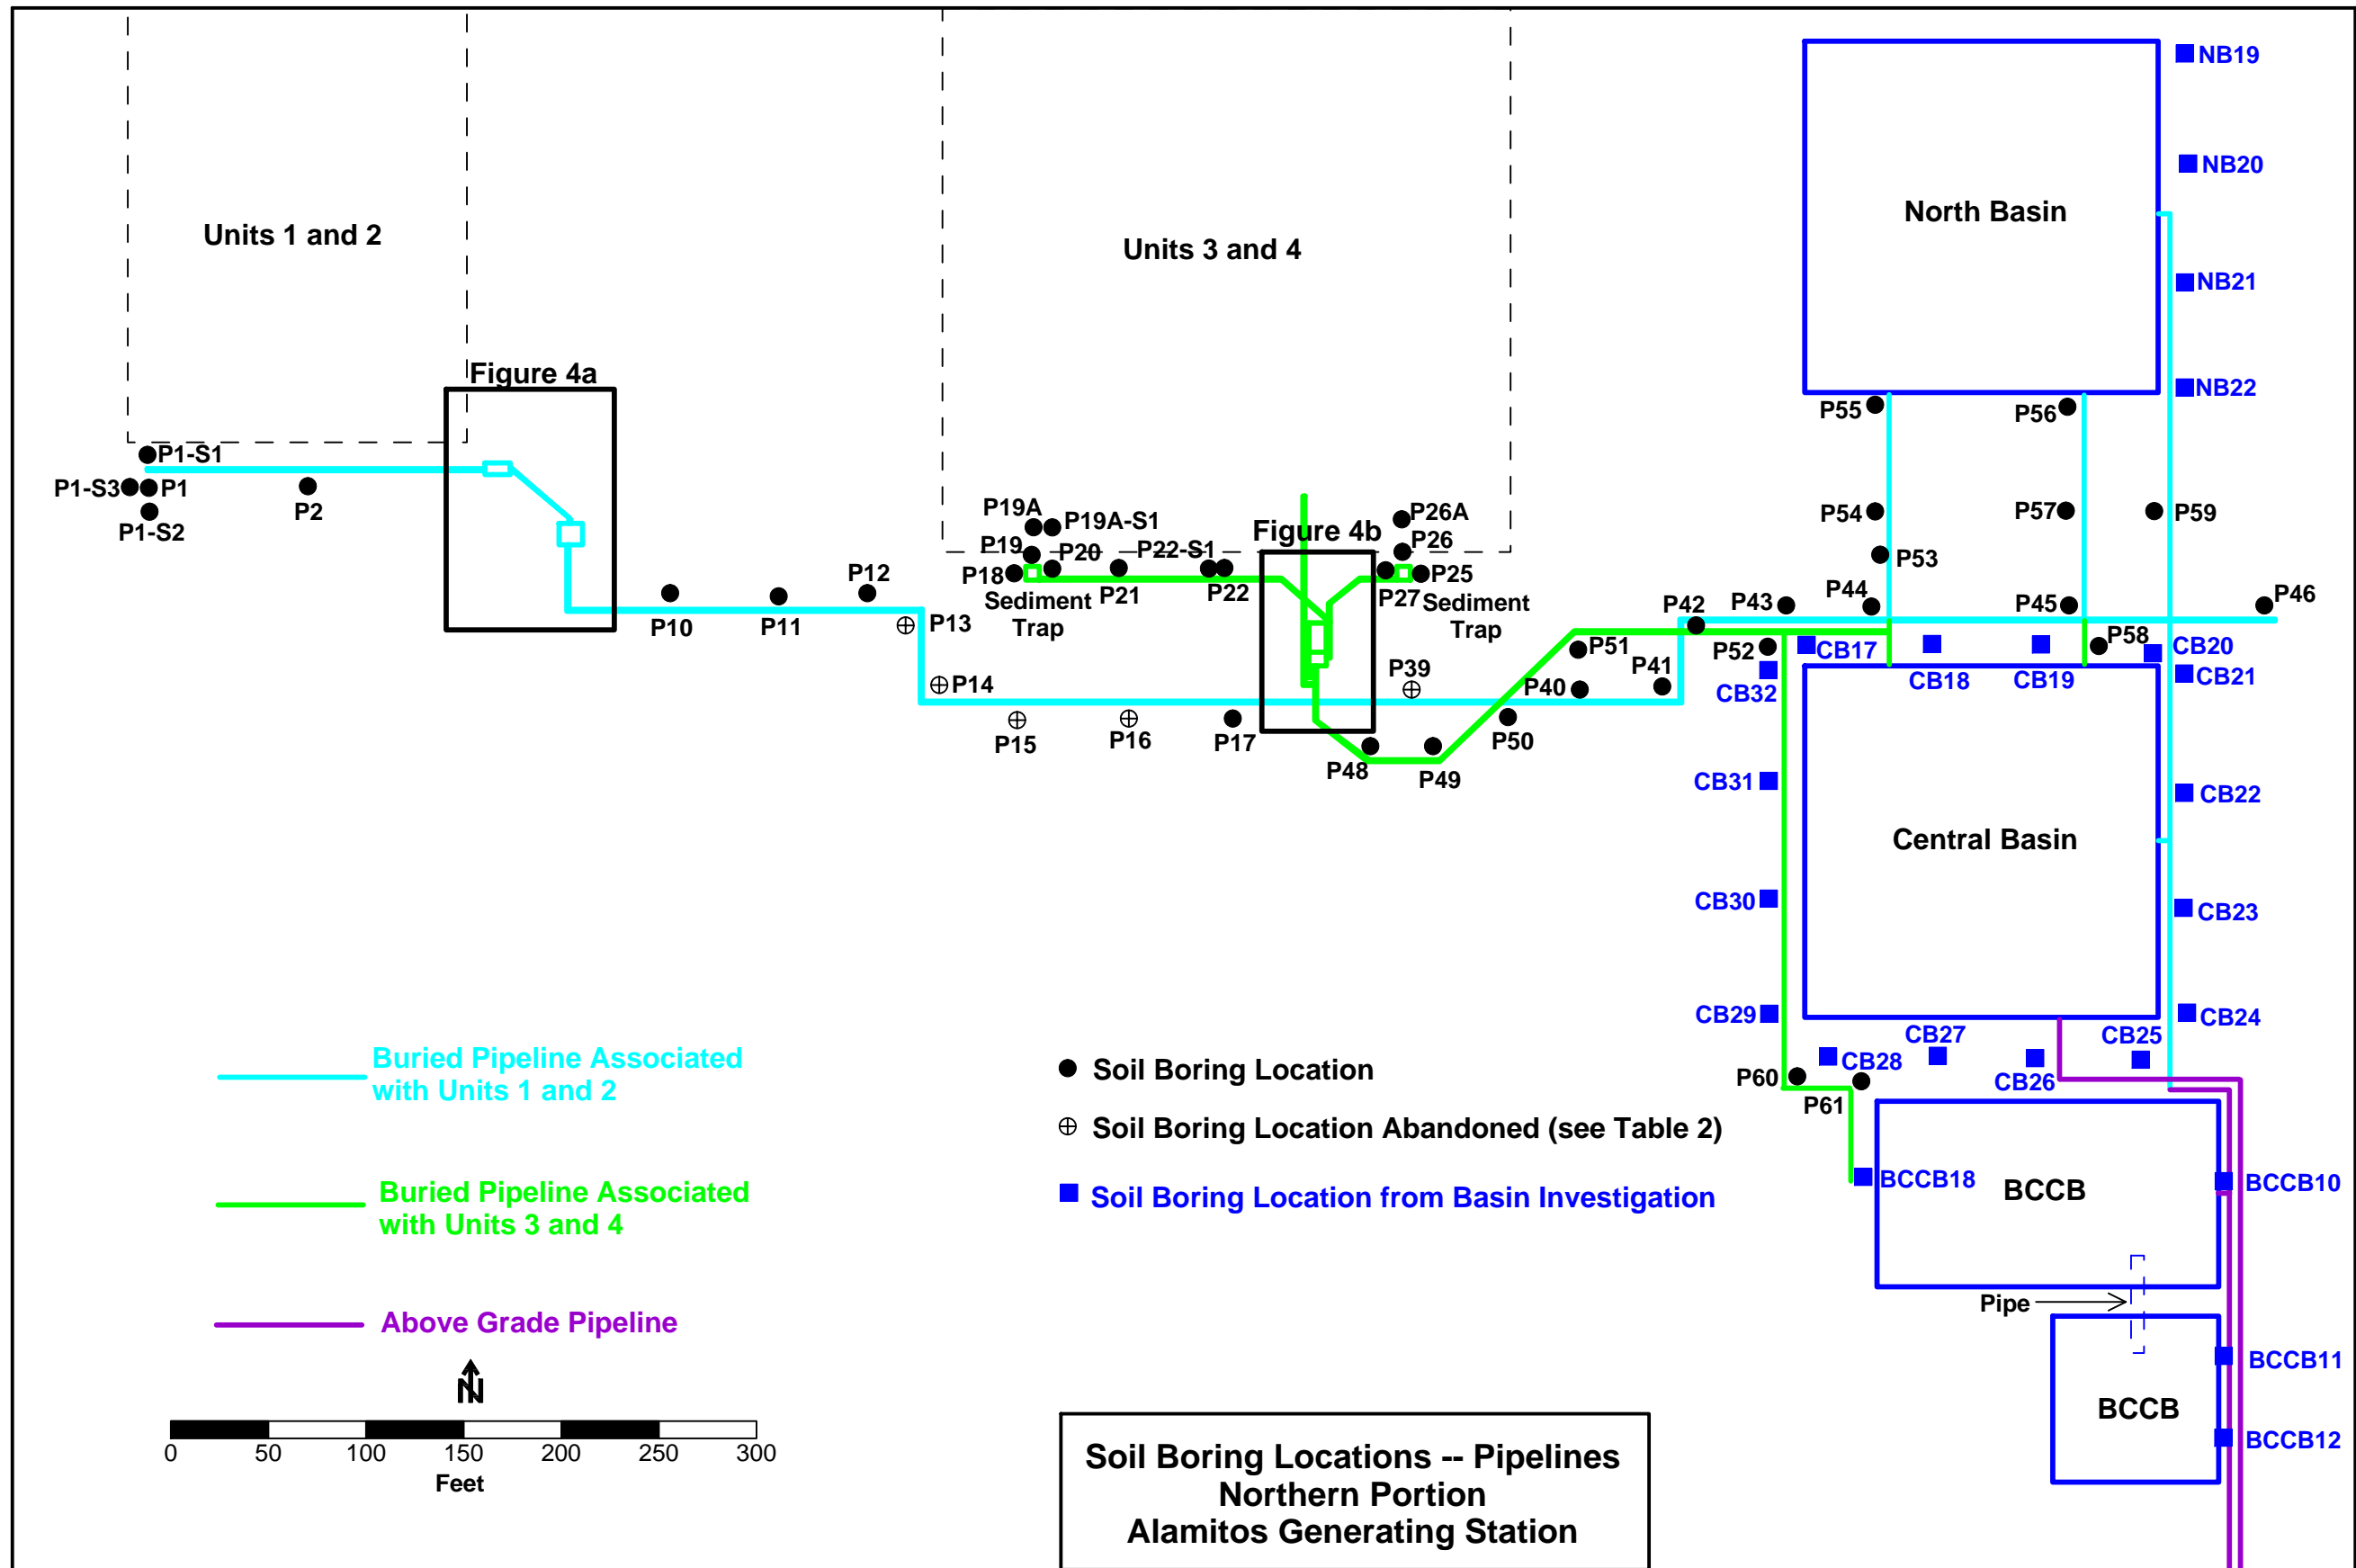 NB19
NB20
North Basin
Units 1 and 2
Units 3 and 4
NB21
Figure 4a
NB22
P55
P56
P1-S1
P1-S3
P1
P2
P1-S2
P19A
P19A-S1
P26A
P54
P57
P59
Figure 4b
P19
P20
P22-S1
P26
P53
P18
P25
P12
Sediment
Trap
P21
P22
P27
Sediment
Trap
P42
P43
P44
P45
P46
P10
P11
P13
P51
P52
CB17
P58
CB20
P14
P39
P40
P41
CB32
CB18
CB19
CB21
P15
P16
P17
P50
P48
P49
CB31
CB22
Central Basin
CB30
CB23
CB29
CB24
CB27
CB25
CB28
CB26
P60
P61
Buried Pipeline Associated
with Units 1 and 2
Soil Boring Location
Soil Boring Location Abandoned (see Table 2)
Buried Pipeline Associated
with Units 3 and 4
Soil Boring Location from Basin Investigation
BCCB18
BCCB
BCCB10
Pipe
Above Grade Pipeline
BCCB11
N
BCCB
BCCB12
0 50 100 150 200 250 300
Feet
Soil Boring Locations -- Pipelines
Northern Portion
Alamitos Generating Station